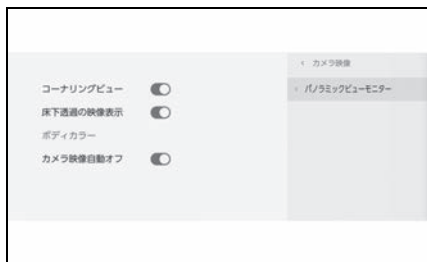 コーナリングビュー
床下透過の映像表示
ボディカラー
カメラ映像自動オフ
‹ カメラ映像
‹ パノラミックビューモニター